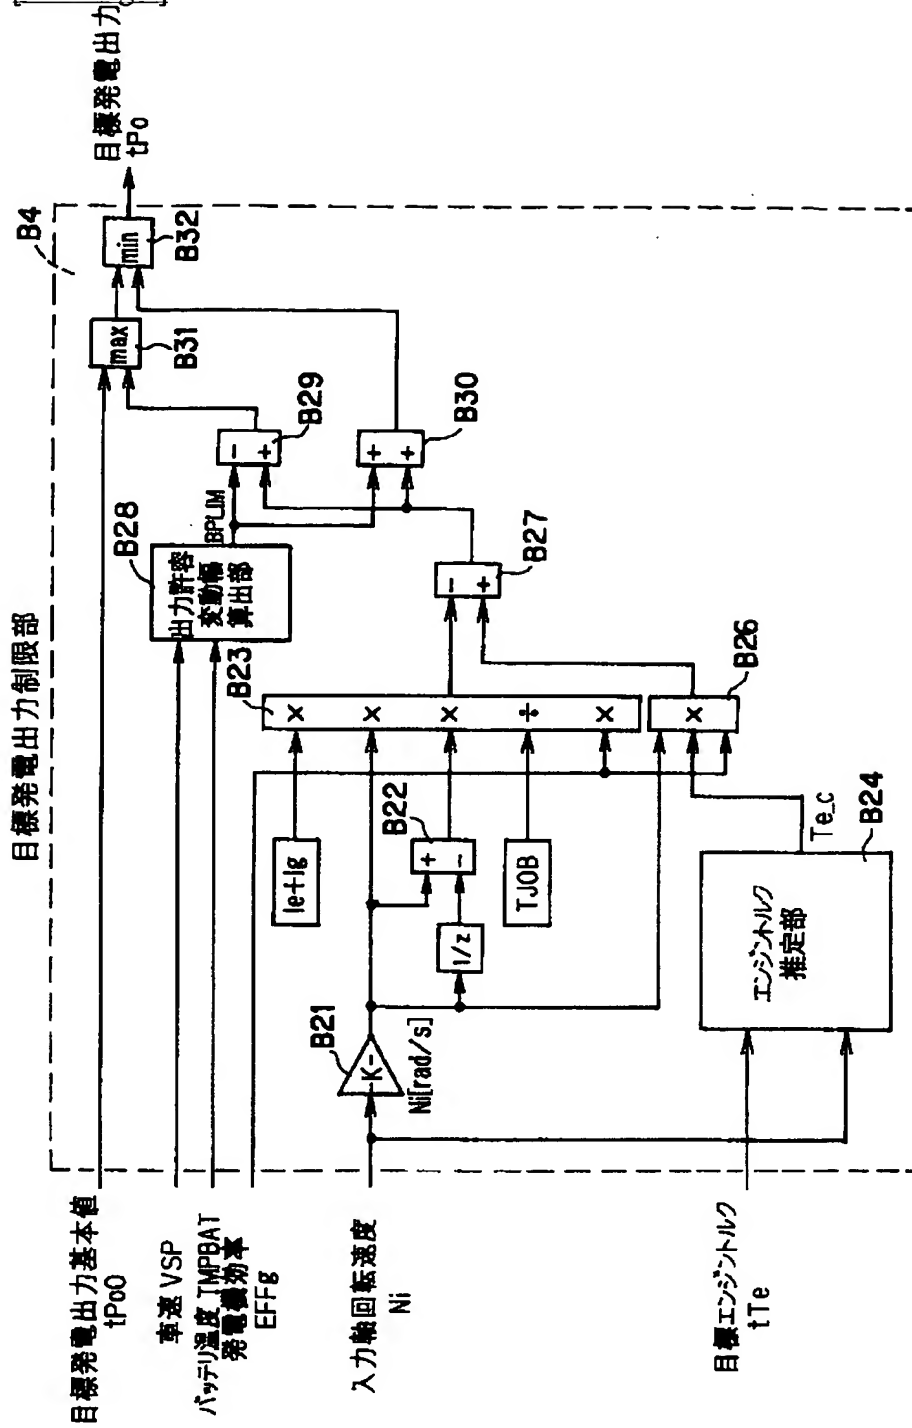 目標発電出力制限部
B4
目標発電出力基本値
tPo0
車速 VSP
バッテリ温度 TMPBAT
発電機効率
EFFg
入力軸回転速度
Ni
目標エンジントルク
tTe
B21
K-
Ni[rad/s]
1/z
B22
+
-
Ie+Ig
TJOB
B23
×
×
×
÷
×
エンジントルク
推定部
B24
Te_C
B26
×
B27
-
+
B28
出力許容
変動幅
算出部
BPLIM
B29
-
+
B30
+
+
max
B31
min
B32
目標発電出力
tPo